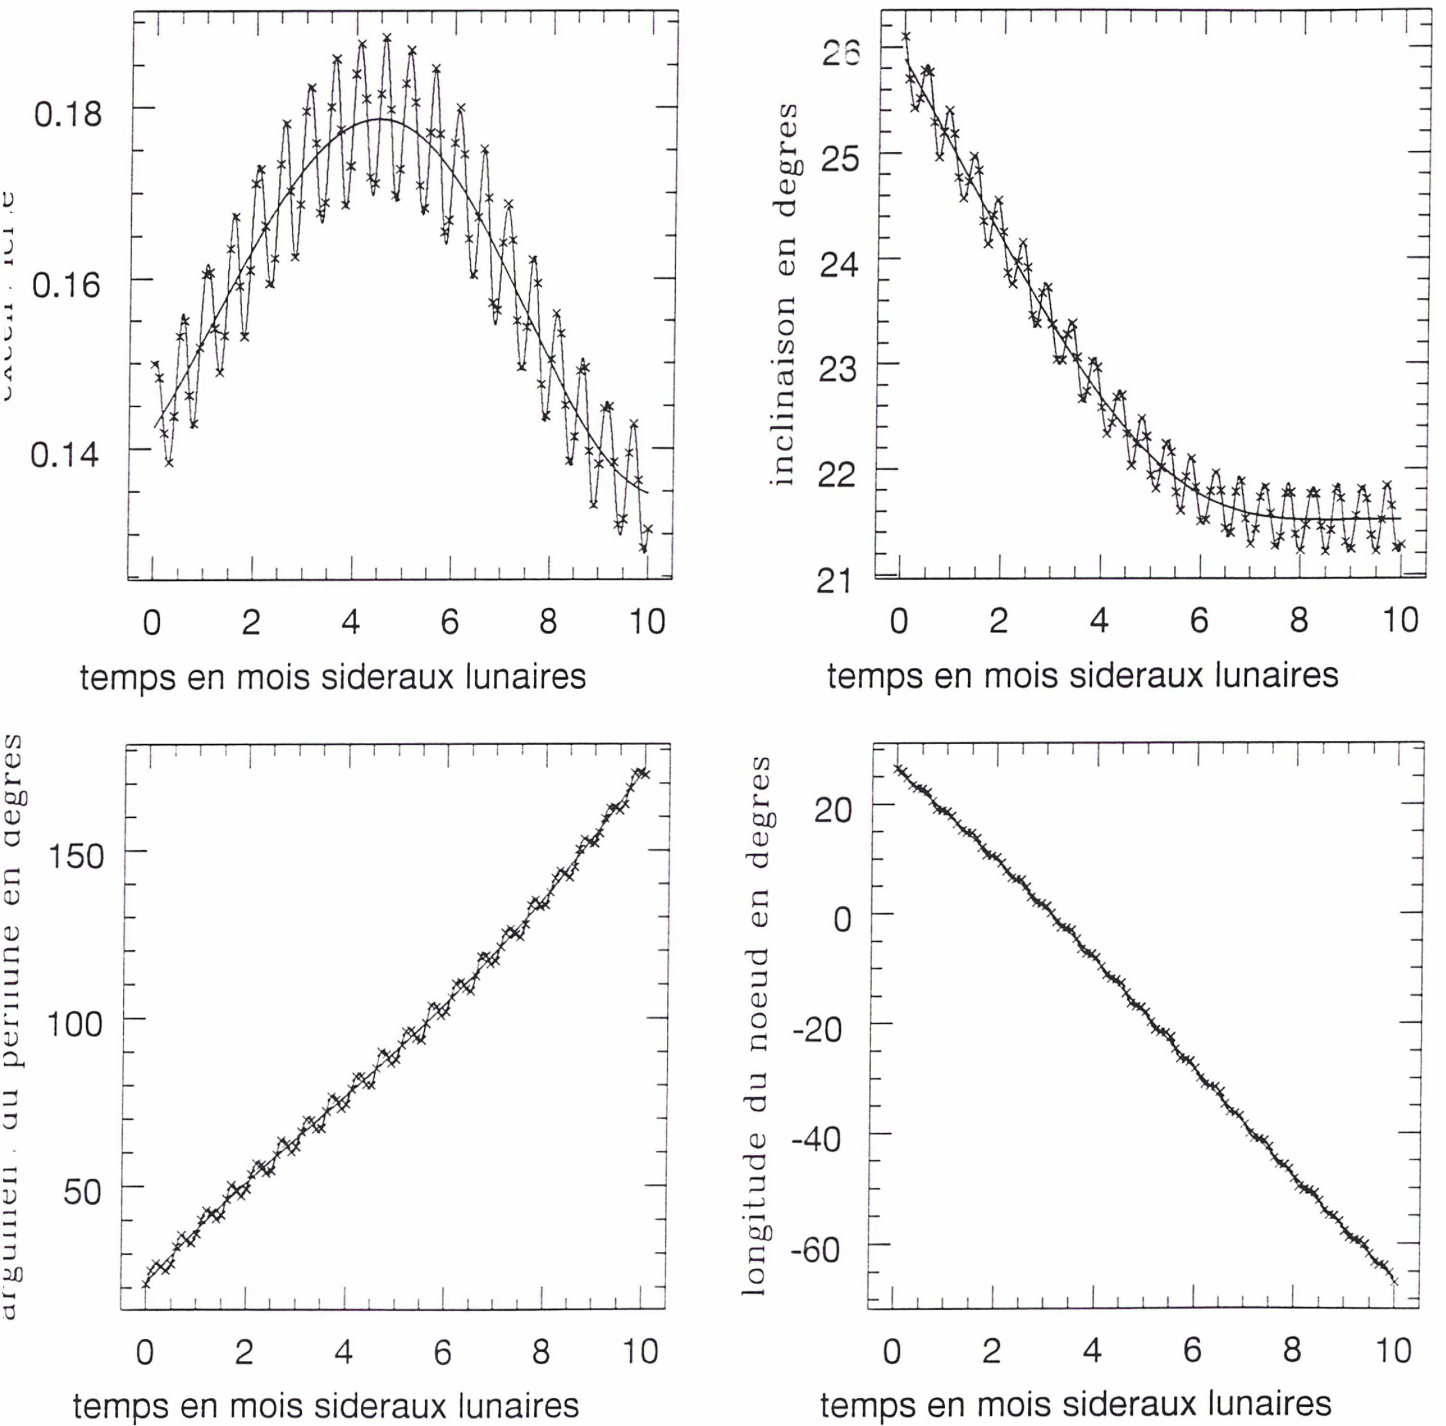 0.18
0.16
0.14
0 2 4 6 8 10
temps en mois sideraux lunaires
inclinaison en degres
26
25
24
23
22
21
0 2 4 6 8 10
temps en mois sideraux lunaires
du en degres
150
100
50
0 2 4 6 8 10
temps en mois sideraux lunaires
longitude du noeud en degres
20
0
-20
-40
-60
0 2 4 6 8 10
temps en mois sideraux lunaires